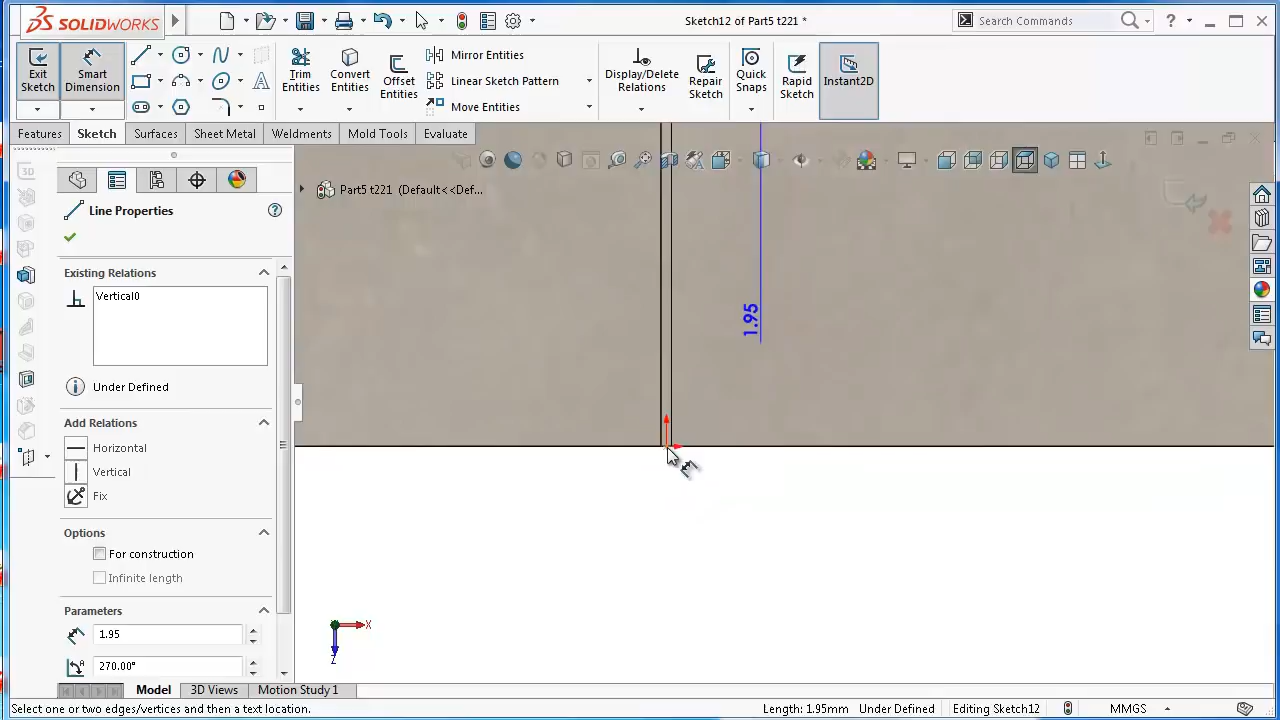 SOLIDWORKS
Sketch12 of Part5 t221 *
Search Commands
?
Exit Sketch
Smart Dimension
Trim Entities
Convert Entities
Offset Entities
Mirror Entities
Linear Sketch Pattern
Move Entities
Display/Delete Relations
Repair Sketch
Quick Snaps
Rapid Sketch
Instant2D
Features
Sketch
Surfaces
Sheet Metal
Weldments
Mold Tools
Evaluate
Part5 t221 (Default<<Def...
Line Properties
?
Existing Relations
Vertical0
Under Defined
Add Relations
Horizontal
Vertical
Fix
Options
For construction
Infinite length
Parameters
1.95
270.00°
1.95
X
Z
Model
3D Views
Motion Study 1
Select one or two edges/vertices and then a text location.
Length: 1.95mm
Under Defined
Editing Sketch12
MMGS